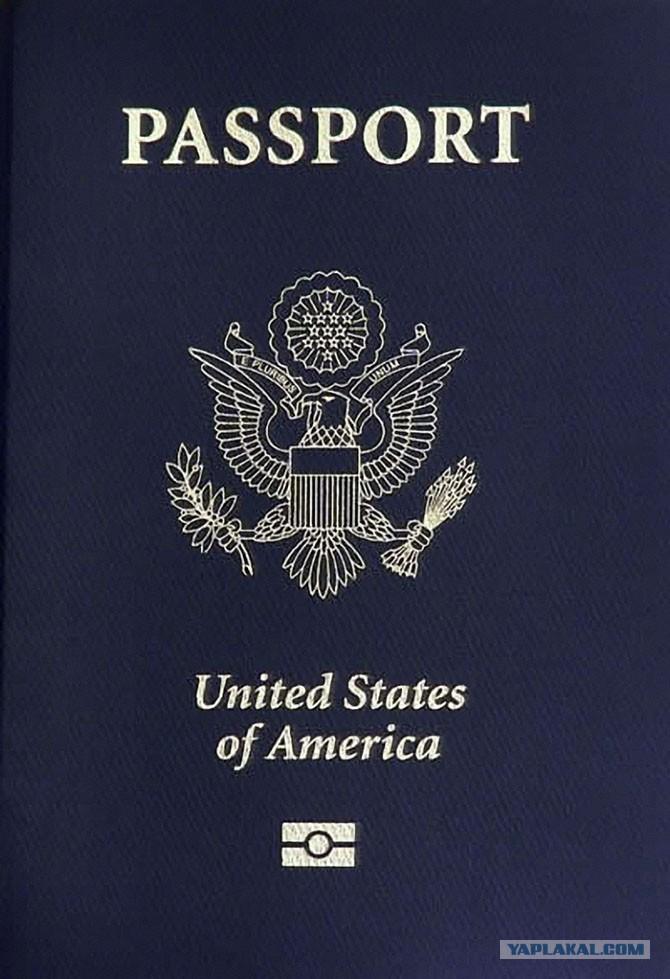 PASSPORT
E PLURIBUS UNUM
United States
of America
YAPLAKAL.COM